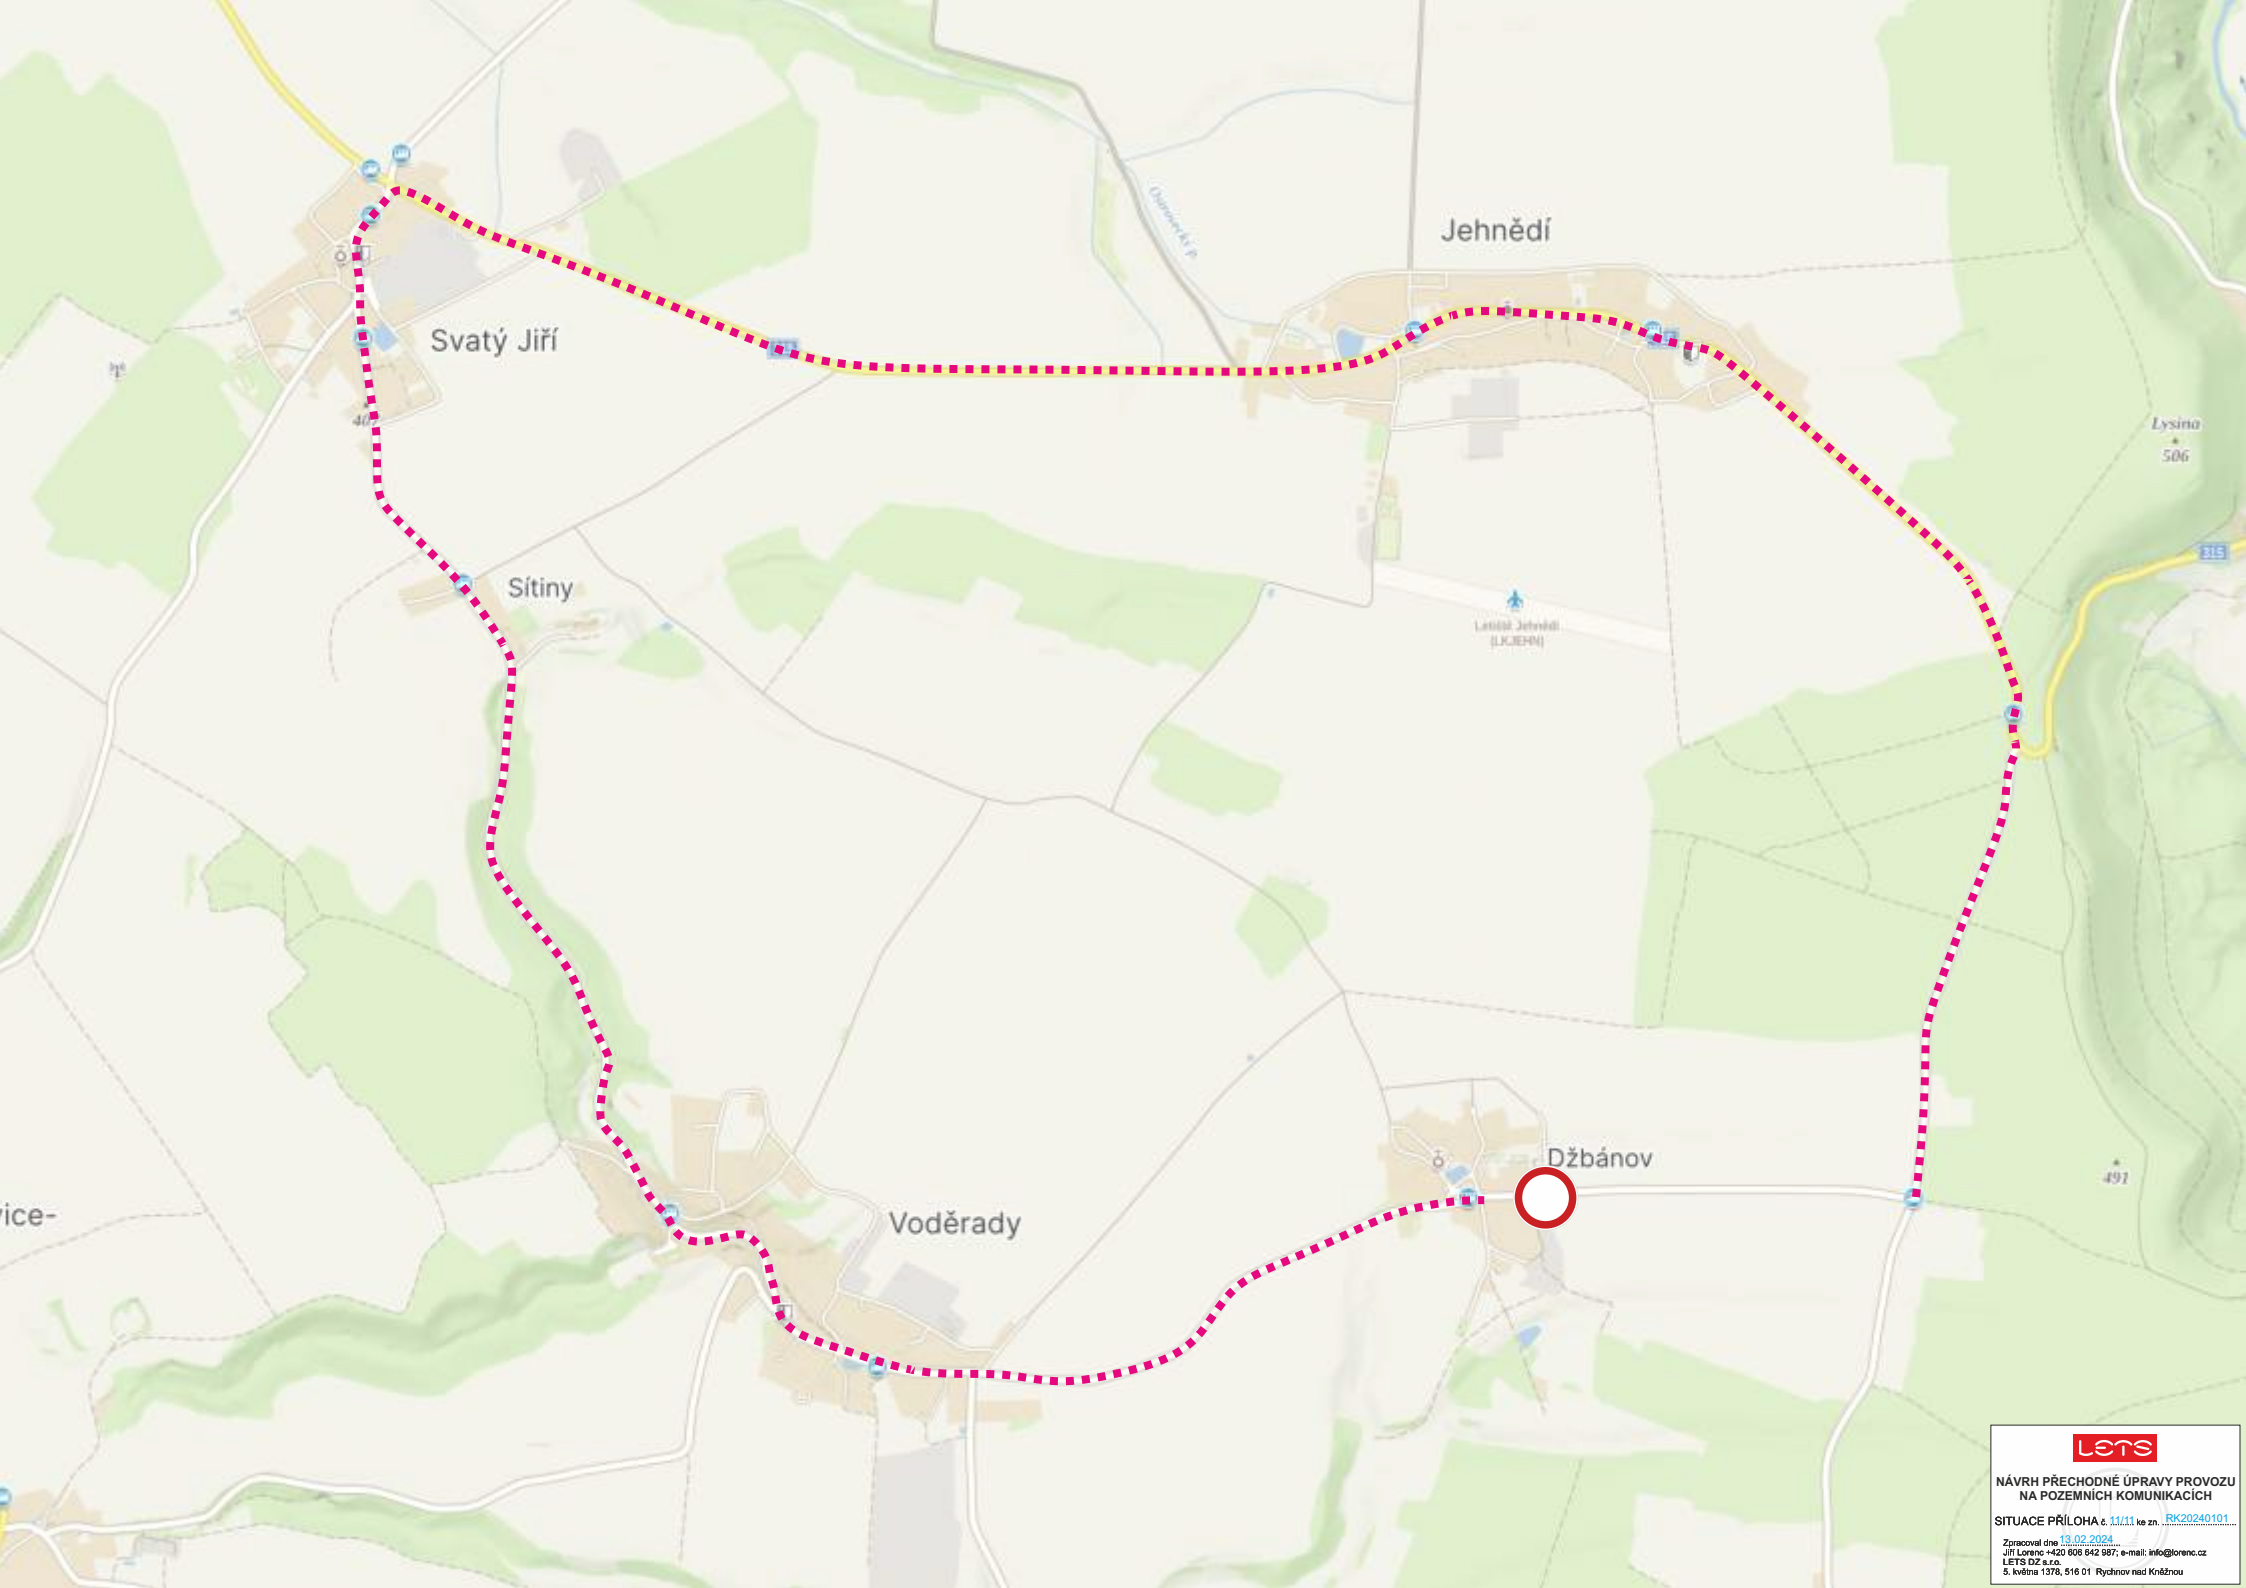 Jehnědí
Svatý Jiří
407
Lysina
506
315
Sítiny
Letiště Jehnědí
(LKJEHN)
Džbánov
491
vice-
Voděrady
LETS
NÁVRH PŘECHODNÉ ÚPRAVY PROVOZU
NA POZEMNÍCH KOMUNIKACÍCH
SITUACE PŘÍLOHA č. 11/11 ke zn. RK20240101
Zpracoval dne 13.02.2024
Jiří Lorenc +420 606 642 987; e-mail: info@lorenc.cz
LETS DZ s.r.o.
5. května 1378, 516 01 Rychnov nad Kněžnou